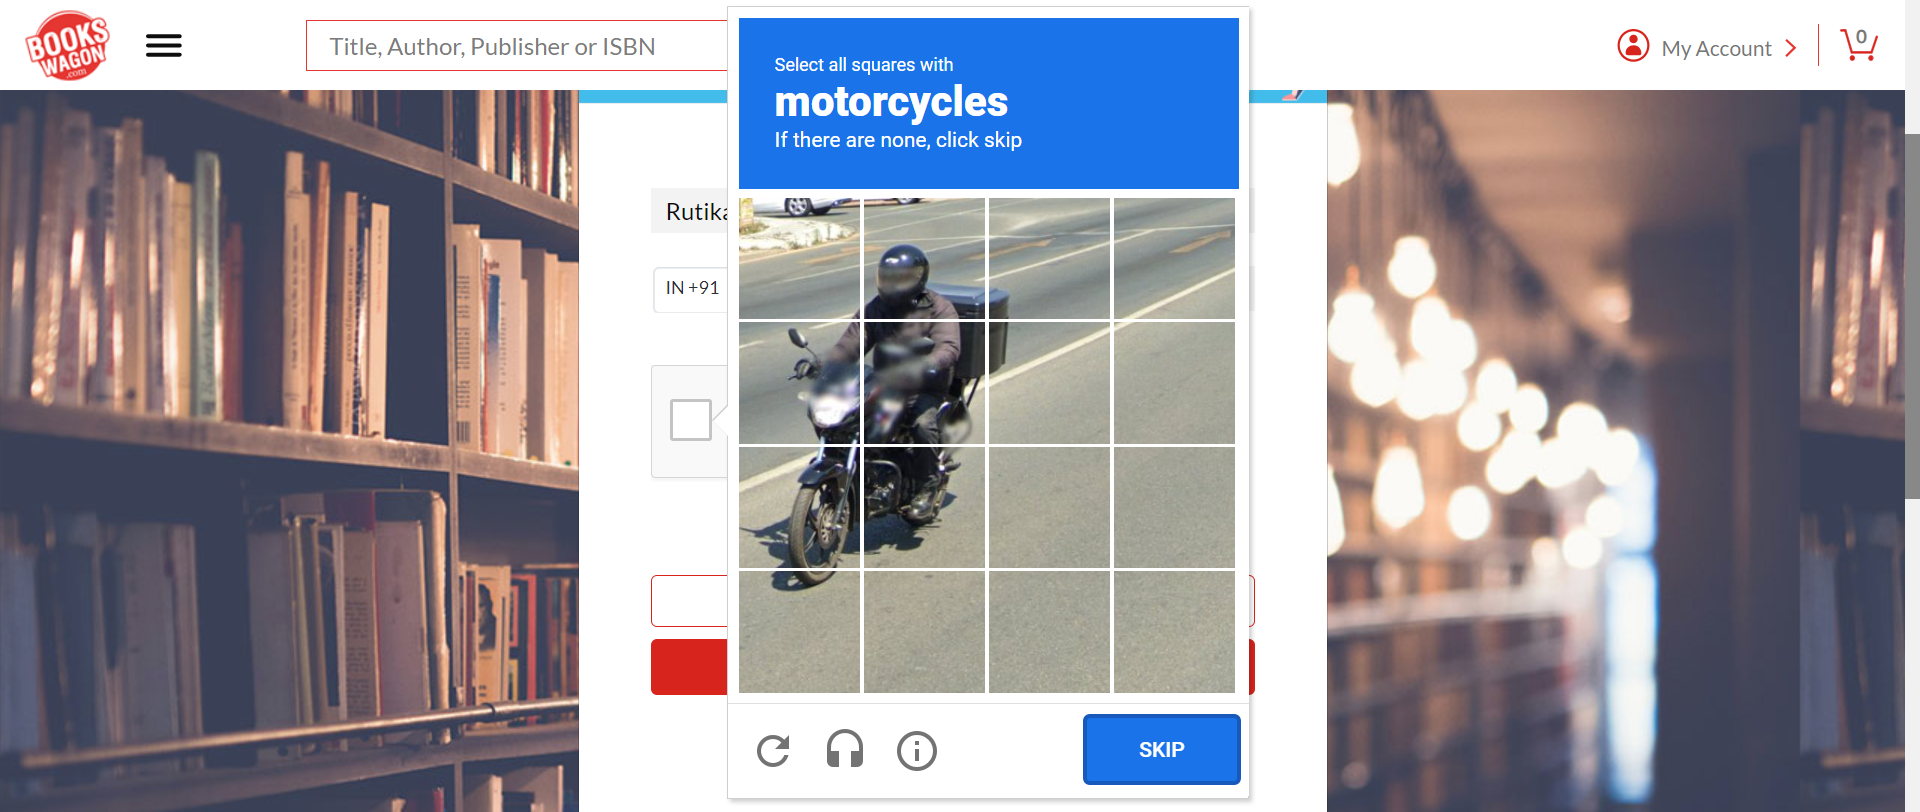 BOOKS
WAGON
.com
Title, Author, Publisher or ISBN
My Account
0
Select all squares with
motorcycles
If there are none, click skip
Rutika
IN +91
SKIP